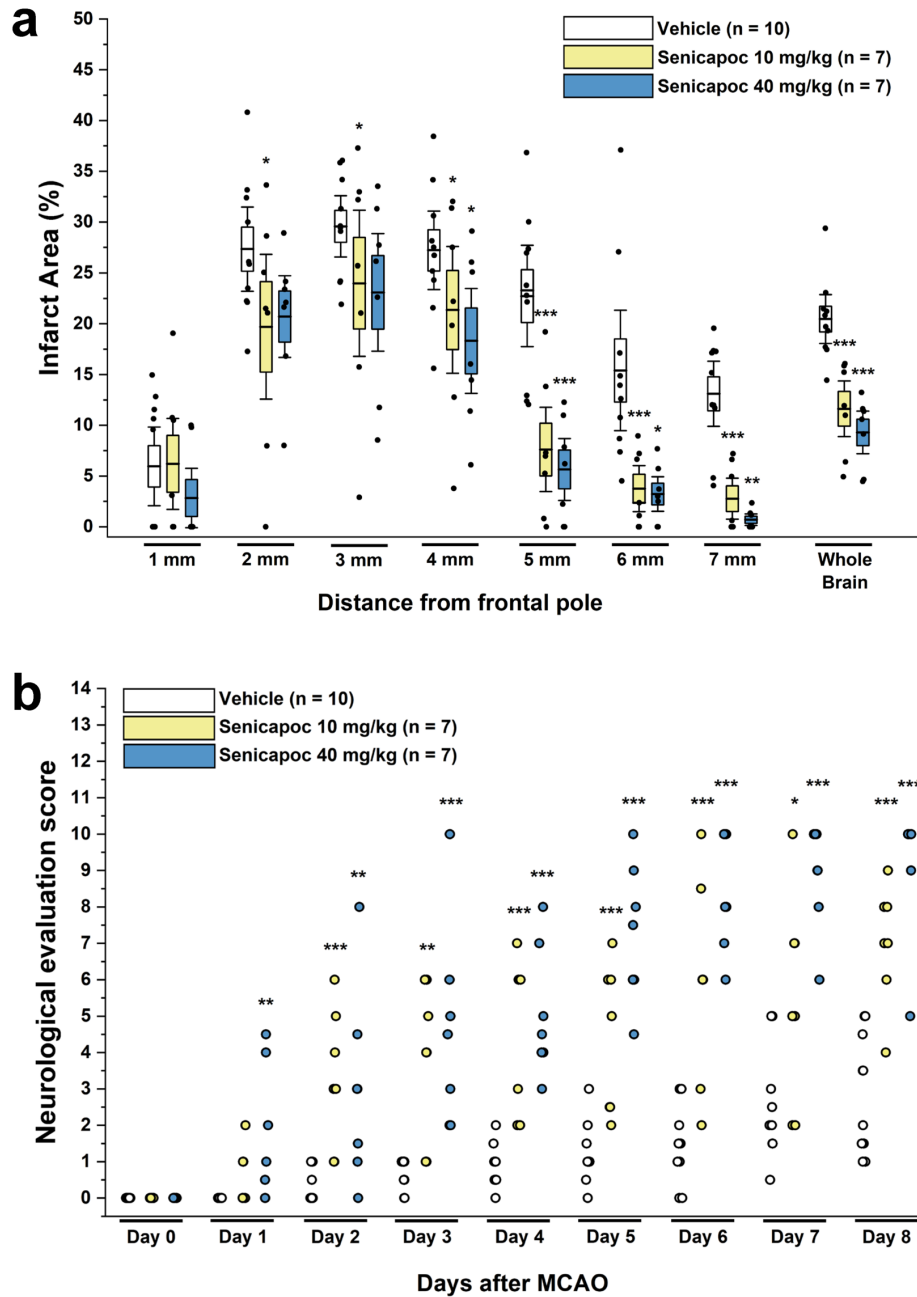 a
50
45
40
35
30
25
20
15
10
5
0
Infarct Area (%)
Vehicle (n = 10)
Senicapoc 10 mg/kg (n = 7)
Senicapoc 40 mg/kg (n = 7)
* * * * *** *** *** * *** ** *** ***
1 mm 2 mm 3 mm 4 mm 5 mm 6 mm 7 mm Whole
Brain
Distance from frontal pole
b
14
13
12
11
10
9
8
7
6
5
4
3
2
1
0
Neurological evaluation score
Vehicle (n = 10)
Senicapoc 10 mg/kg (n = 7)
Senicapoc 40 mg/kg (n = 7)
** *** ** ** *** *** *** *** *** *** *** * *** *** ***
Day 0 Day 1 Day 2 Day 3 Day 4 Day 5 Day 6 Day 7 Day 8
Days after MCAO